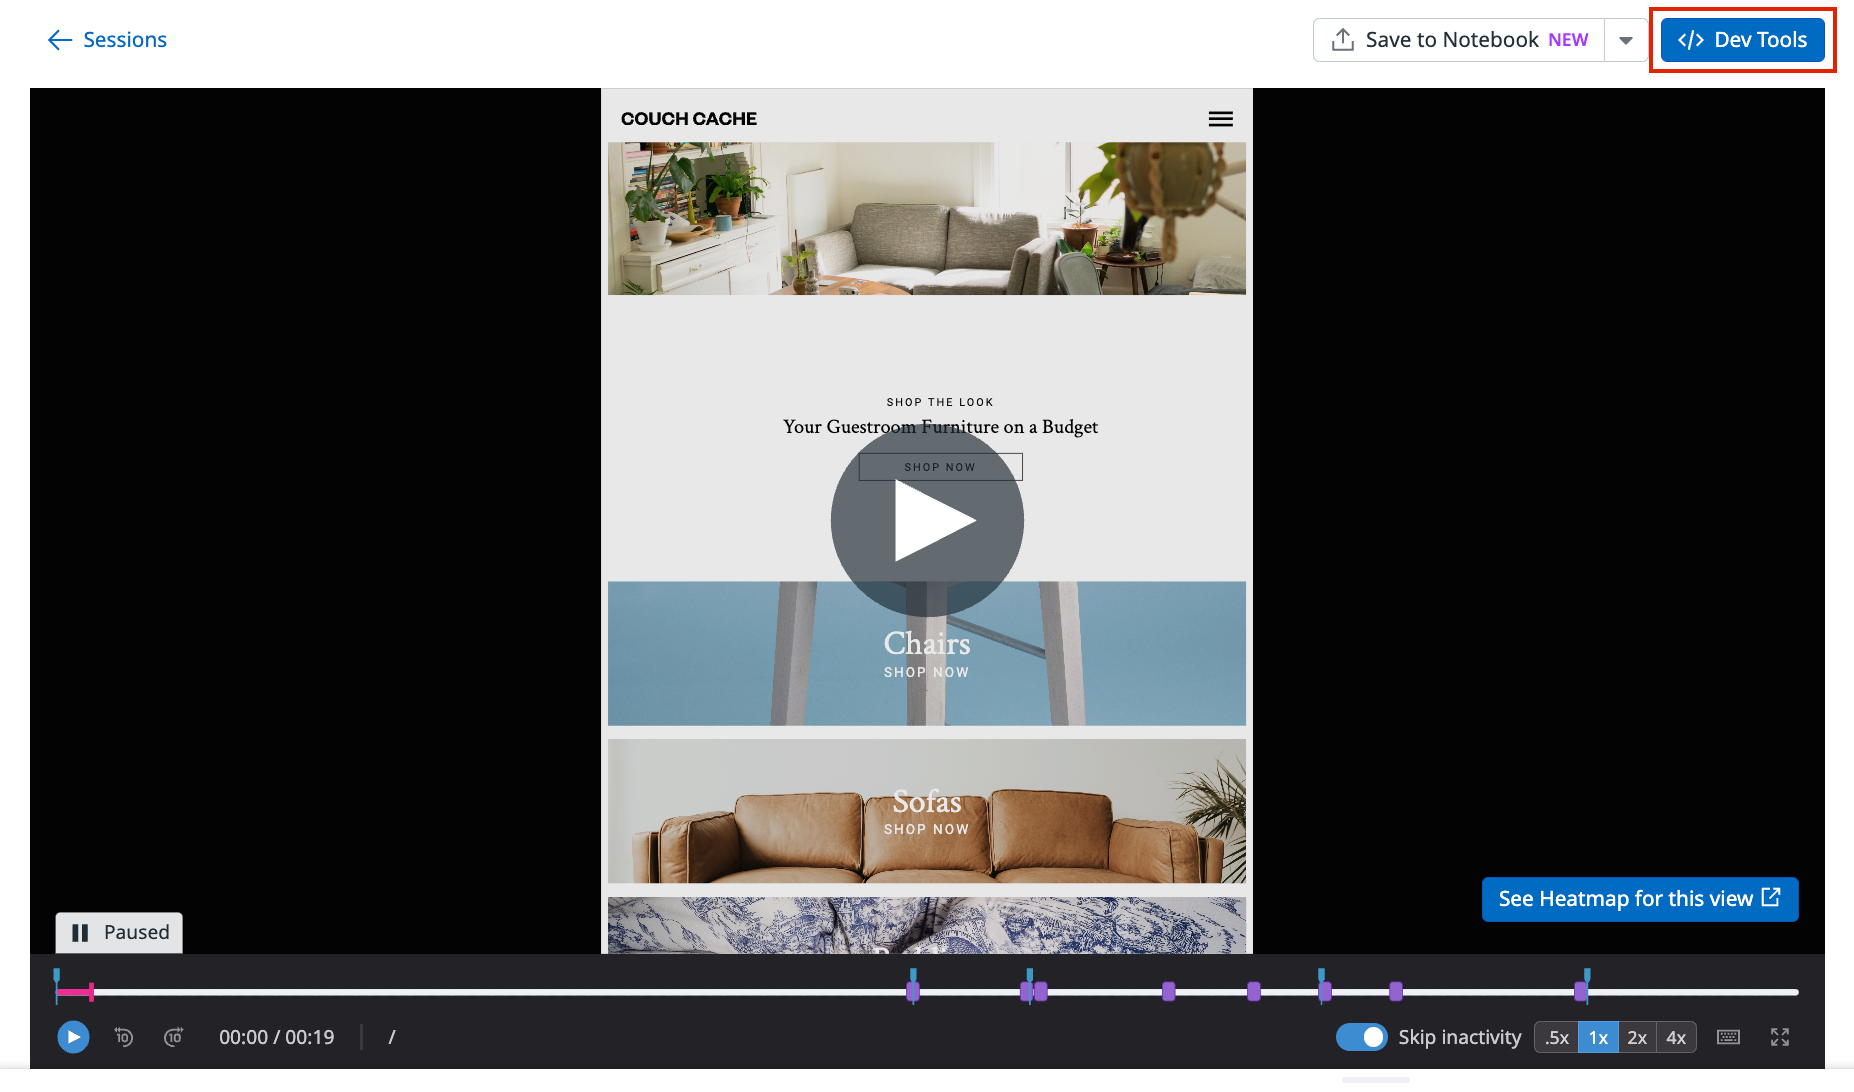 Sessions
Save to Notebook NEW
Dev Tools
COUCH CACHE
SHOP THE LOOK
Your Guestroom Furniture on a Budget
SHOP NOW
Chairs
SHOP NOW
Sofas
SHOP NOW
See Heatmap for this view
Paused
10
10
00:00 / 00:19
/
Skip inactivity
.5x
1x
2x
4x